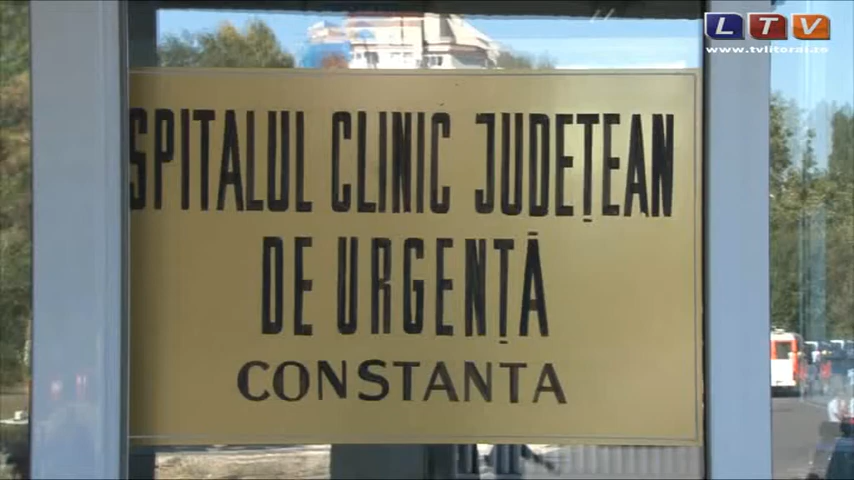 LTV
www.tvlitoral.ro
SPITALUL CLINIC JUDEȚEAN
DE URGENȚĂ
CONSTANTA